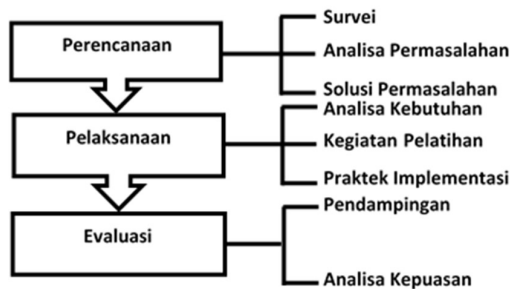 Perencanaan
Survei
Analisa Permasalahan
Solusi Permasalahan
Pelaksanaan
Analisa Kebutuhan
Kegiatan Pelatihan
Praktek Implementasi
Evaluasi
Pendampingan
Analisa Kepuasan